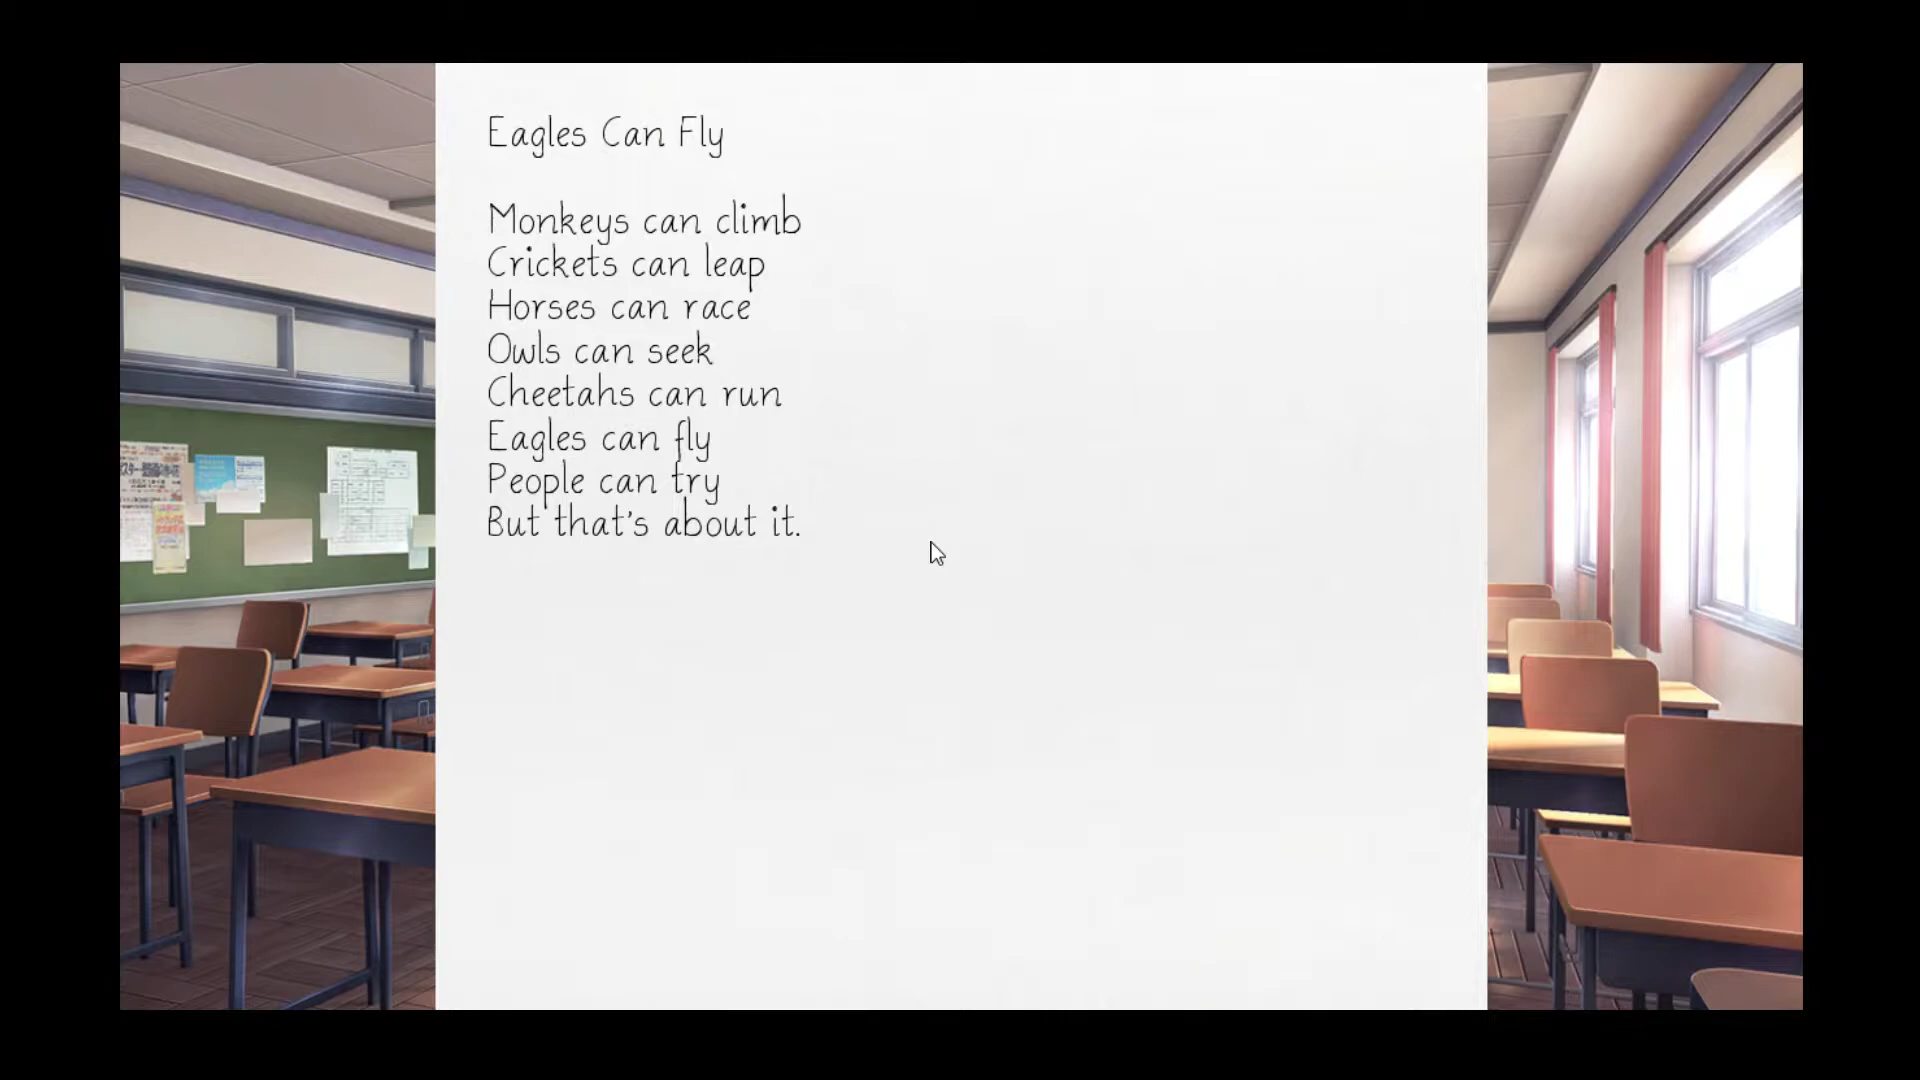 Eagles Can Fly
Monkeys can climb
Crickets can leap
Horses can race
Owls can seek
Cheetahs can run
Eagles can fly
People can try
But that's about it.